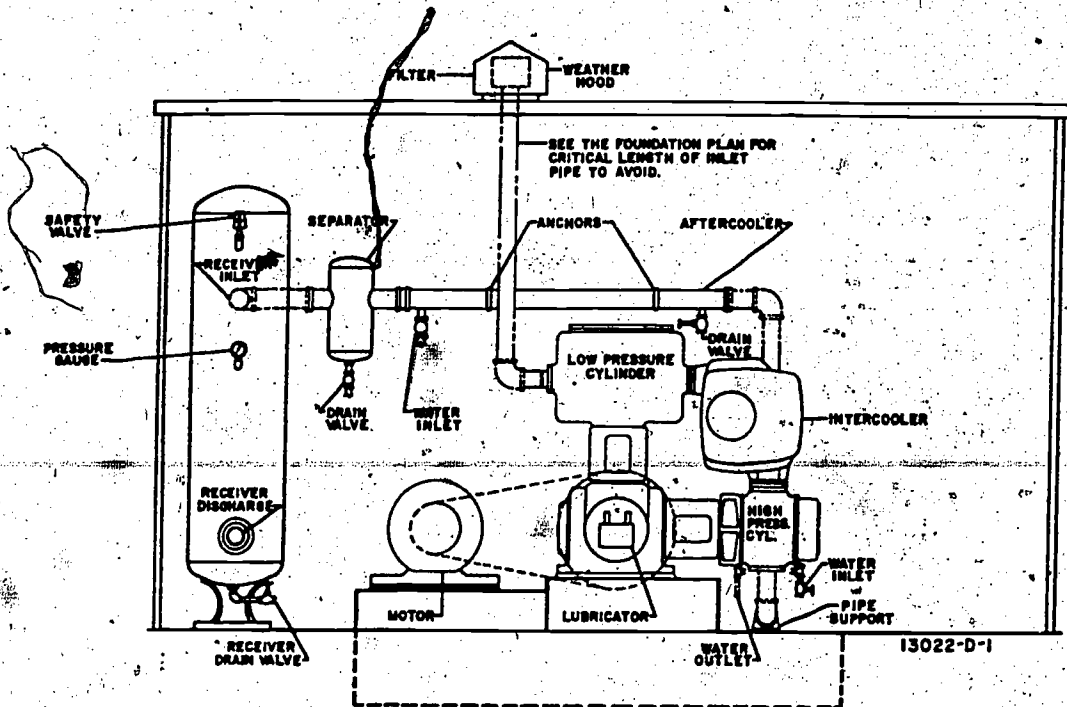 FILTER
WEATHER
HOOD
SEE THE FOUNDATION PLAN FOR
CRITICAL LENGTH OF INLET
PIPE TO AVOID.
SAFETY
VALVE
SEPARATOR
ANCHORS
AFTERCOOLER
RECEIVER
INLET
PRESSURE
GAUGE
DRAIN
VALVE
LOW PRESSURE
CYLINDER
DRAIN
VALVE
WATER
INLET
INTERCOOLER
RECEIVER
DISCHARGE
HIGH
PRESS.
CYL.
WATER
INLET
MOTOR
LUBRICATOR
PIPE
SUPPORT
RECEIVER
DRAIN VALVE
WATER
OUTLET
13022-D-1